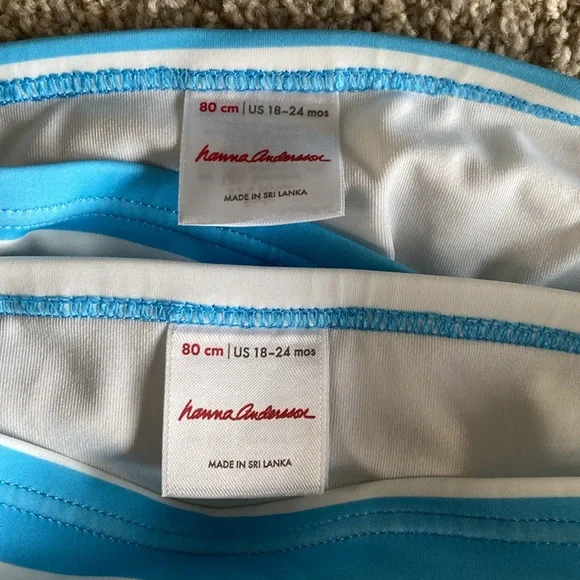 80 cm | US 18-24 mos
hanna Andersson
MADE IN SRI LANKA
80 cm | US 18-24 mos
hanna Andersson
MADE IN SRI LANKA